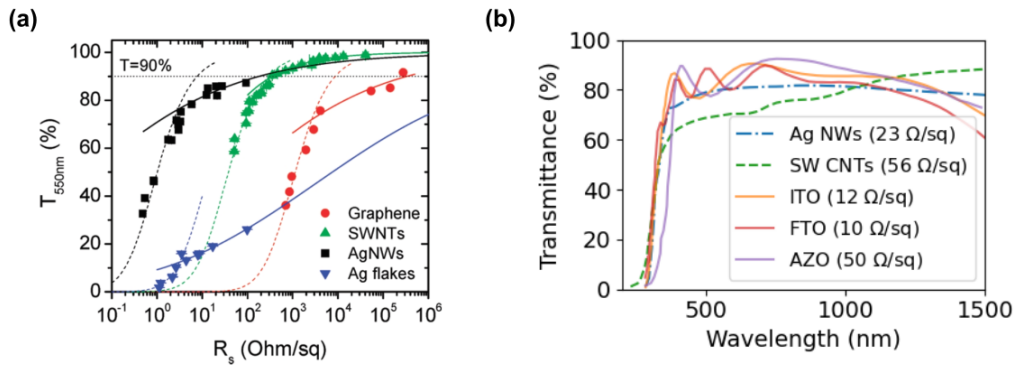 (a)
100
80
60
40
20
0
T550nm (%)
T=90%
Graphene
SWNTs
AgNWs
Ag flakes
10-1 100 101 102 103 104 105 106
Rs (Ohm/sq)
(b)
100
80
60
40
20
0
Transmittance (%)
Ag NWs (23 Ω/sq)
SW CNTs (56 Ω/sq)
ITO (12 Ω/sq)
FTO (10 Ω/sq)
AZO (50 Ω/sq)
500 1000 1500
Wavelength (nm)